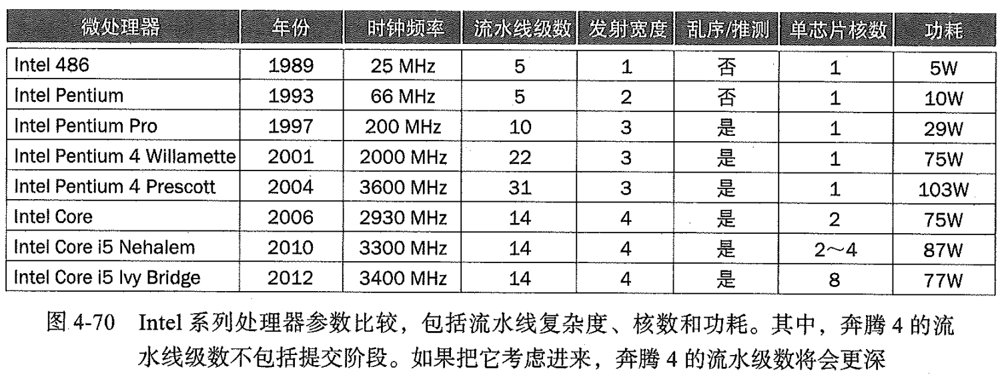 微处理器 年份 时钟频率 流水线级数 发射宽度 乱序/推测 单芯片核数 功耗
Intel 486 1989 25 MHz 5 1 否 1 5W
Intel Pentium 1993 66 MHz 5 2 否 1 10W
Intel Pentium Pro 1997 200 MHz 10 3 是 1 29W
Intel Pentium 4 Willamette 2001 2000 MHz 22 3 是 1 75W
Intel Pentium 4 Prescott 2004 3600 MHz 31 3 是 1 103W
Intel Core 2006 2930 MHz 14 4 是 2 75W
Intel Core i5 Nehalem 2010 3300 MHz 14 4 是 2～4 87W
Intel Core i5 Ivy Bridge 2012 3400 MHz 14 4 是 8 77W
图 4-70 Intel 系列处理器参数比较，包括流水线复杂度、核数和功耗。其中，奔腾 4 的流
水线级数不包括提交阶段。如果把它考虑进来，奔腾 4 的流水级数将会更深